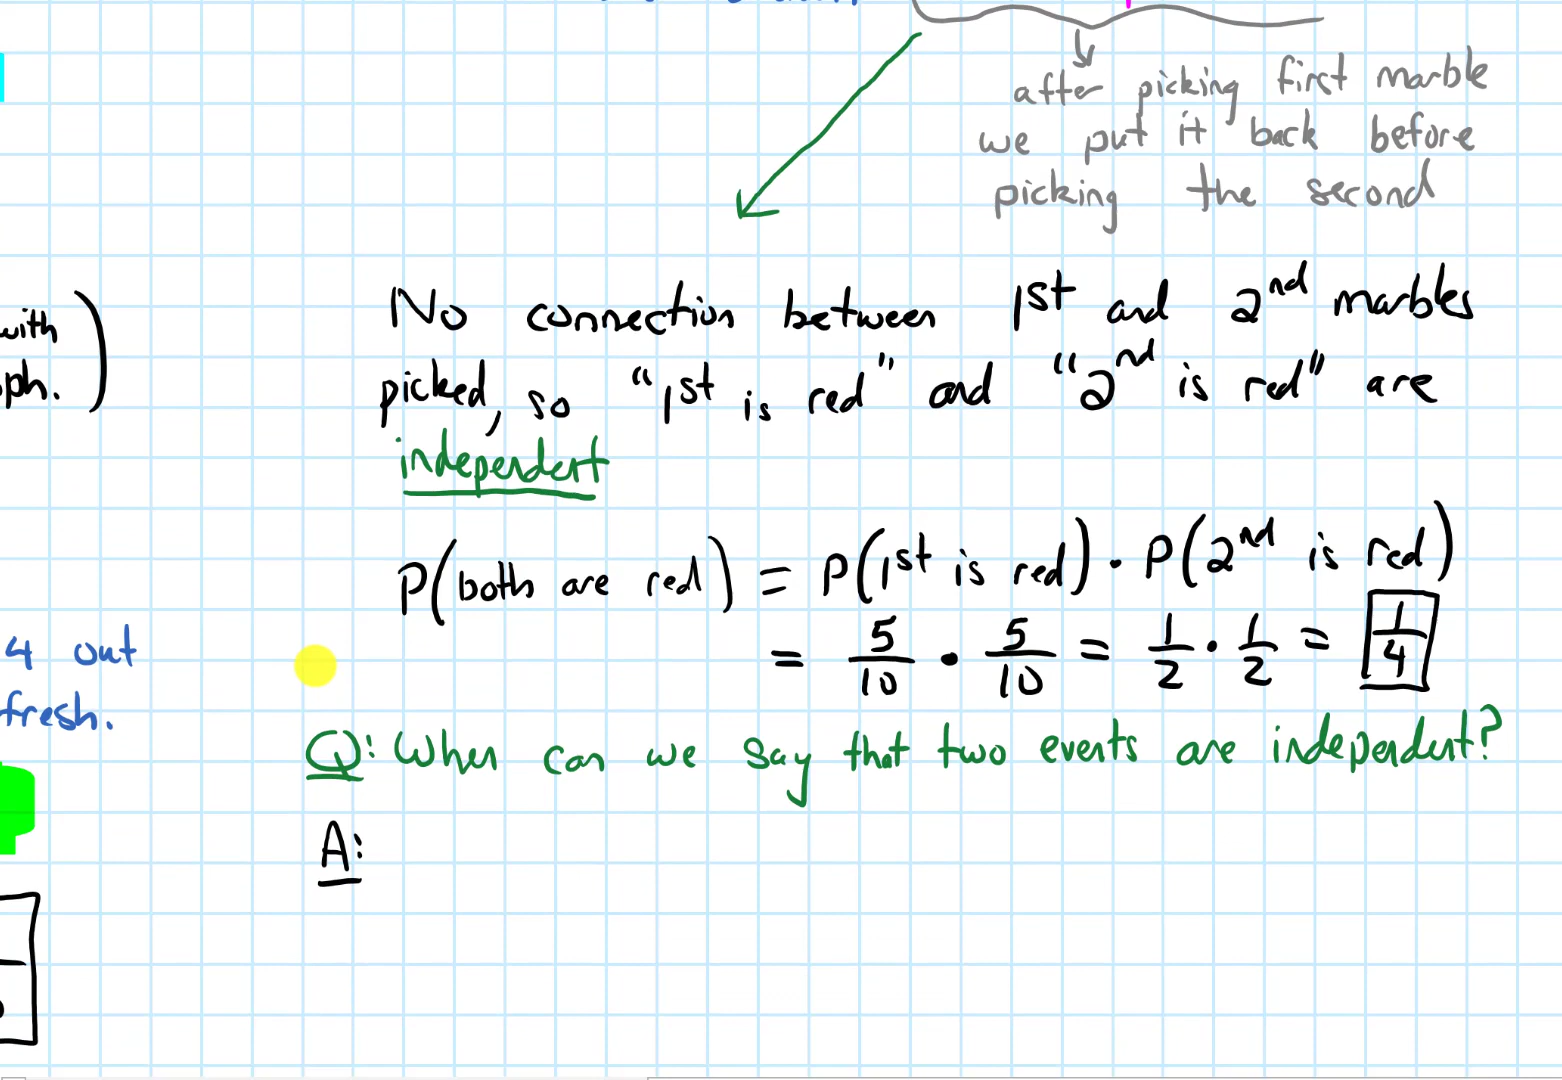 after picking first marble
we put it back before
picking the second
No connection between 1st and 2nd marbles
picked, so "1st is red" and "2nd is red" are
independent
P(both are red) = P(1st is red) · P(2nd is red)
= 5/10 · 5/10 = 1/2 · 1/2 = 1/4
with
ph.
4 out
fresh.
Q: When can we say that two events are independent?
A: